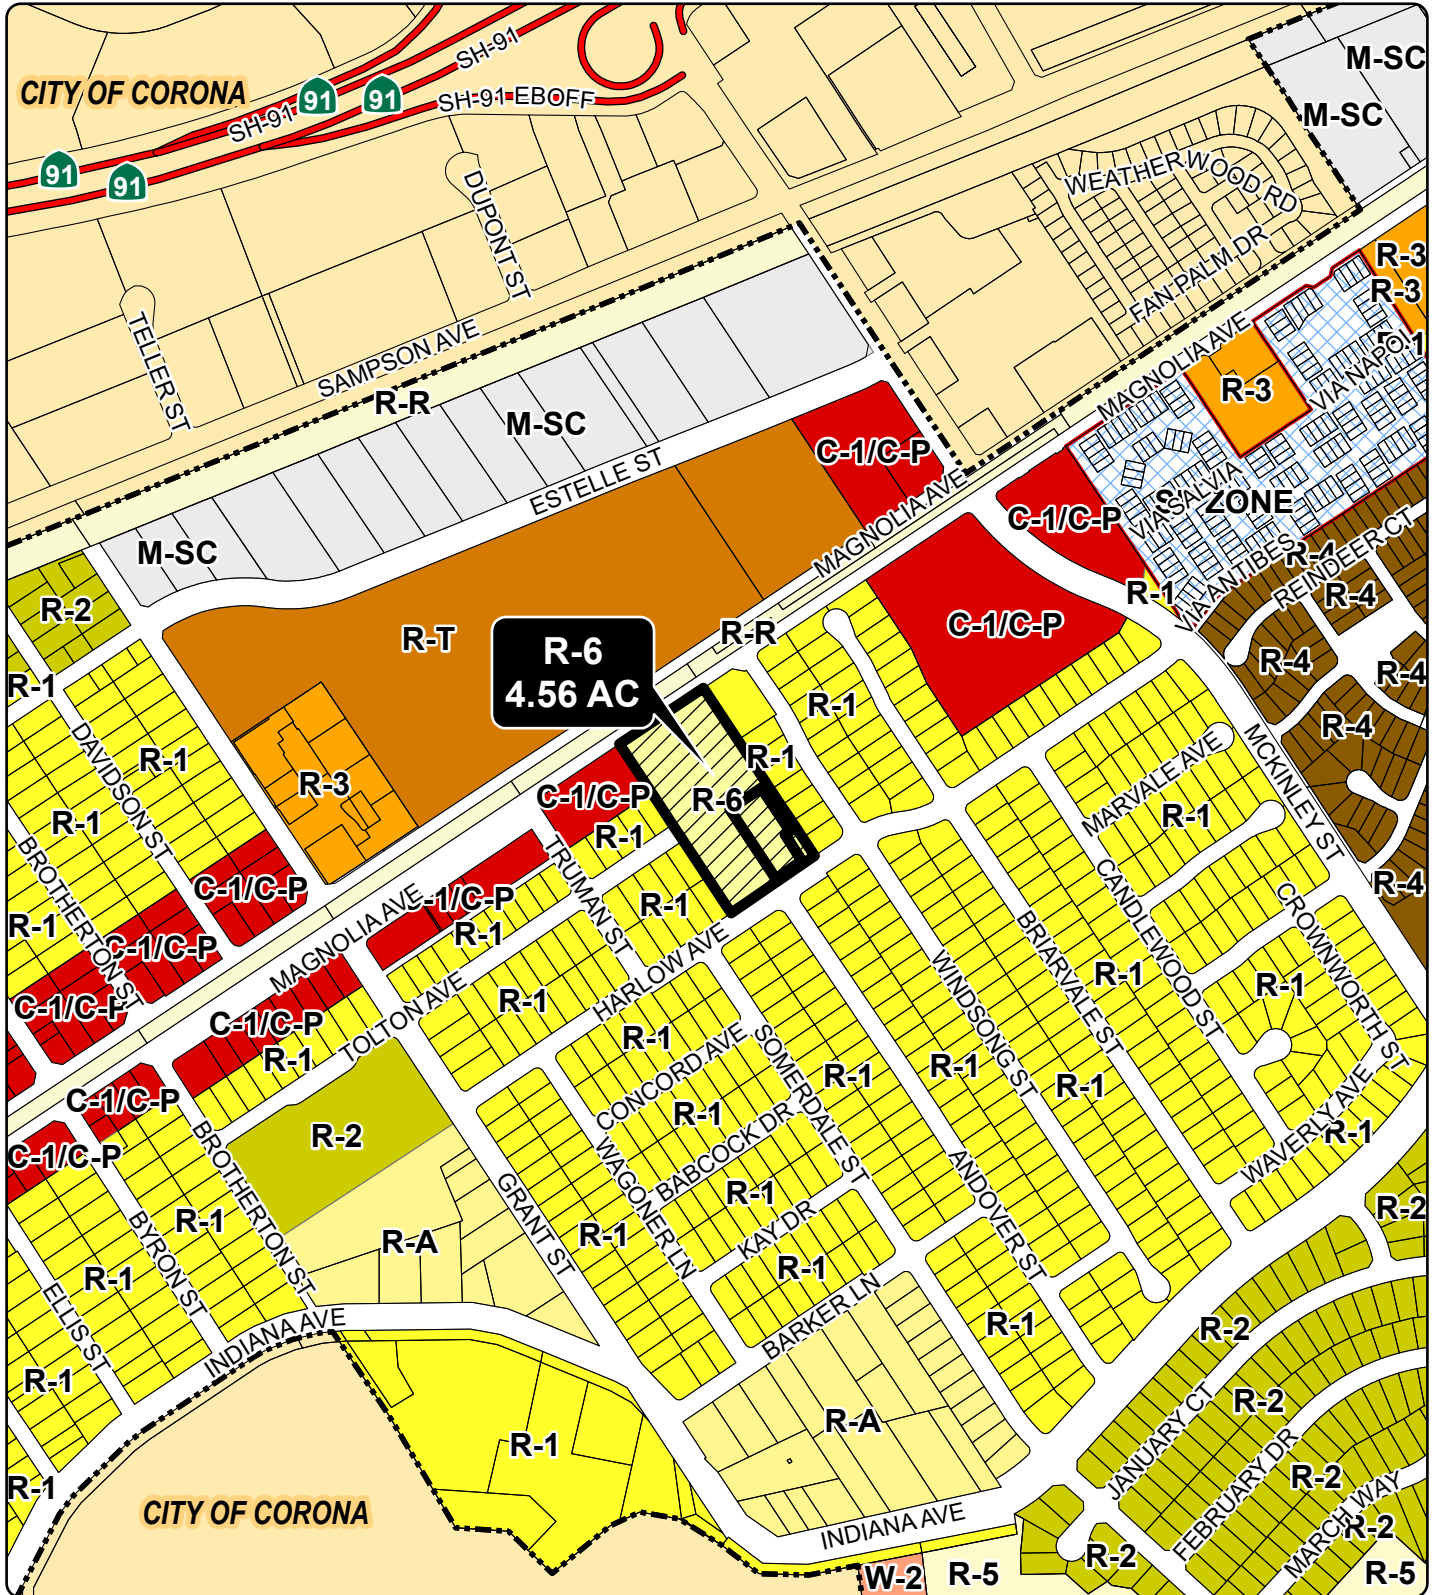 M-SC
SH-91
CITY OF CORONA
91
91
SH-91 EBOFF
M-SC
SH-91
91
91
WEATHERWOOD RD
DUPONT ST
FAN PALM DR
R-3
R-3
TELLER ST
SAMPSON AVE
MAGNOLIA AVE
R-R
R-3
VIA NAPOLI
M-SC
C-1/C-P
ESTELLE ST
MAGNOLIA AVE
C-1/C-P
VIA SALVIA
ZONE
M-SC
VIA ANTIBES
R-4
REINDEER CT
R-2
R-1
R-4
R-T
R-R
C-1/C-P
R-6
4.56 AC
R-4
R-4
R-1
R-1
R-4
DAVIDSON ST
R-1
R-1
MARVALE AVE
MCKINLEY ST
R-3
C-1/C-P
R-6
R-1
R-1
R-1
BROTHERTON ST
TRUMAN ST
C-1/C-P
C-1/C-P
R-1
CANDLEWOOD ST
R-4
CROWNWORTH ST
R-1
C-1/C-P
MAGNOLIA AVE
R-1
HARLOW AVE
BRIARVALE ST
WINDSONG ST
R-1
R-1
C-1/C-P
R-1
TOLTON AVE
C-1/C-P
R-1
R-1
CONCORD AVE
SOMERDALE ST
R-1
R-1
R-1
C-1/C-P
R-1
WAVERLY AVE
R-1
R-2
BROTHERTON ST
BABCOCK DR
WAGONER LN
C-1/C-P
R-1
ANDOVER ST
GRANT ST
R-2
R-1
BYRON ST
R-A
R-1
KAY DR
R-1
R-1
ELLIS ST
BARKER LN
INDIANA AVE
R-1
R-2
R-1
JANUARY CT
R-2
R-A
R-1
FEBRUARY DR
R-2
R-1
CITY OF CORONA
MARCH WAY
INDIANA AVE
R-2
R-2
W-2
R-5
R-5